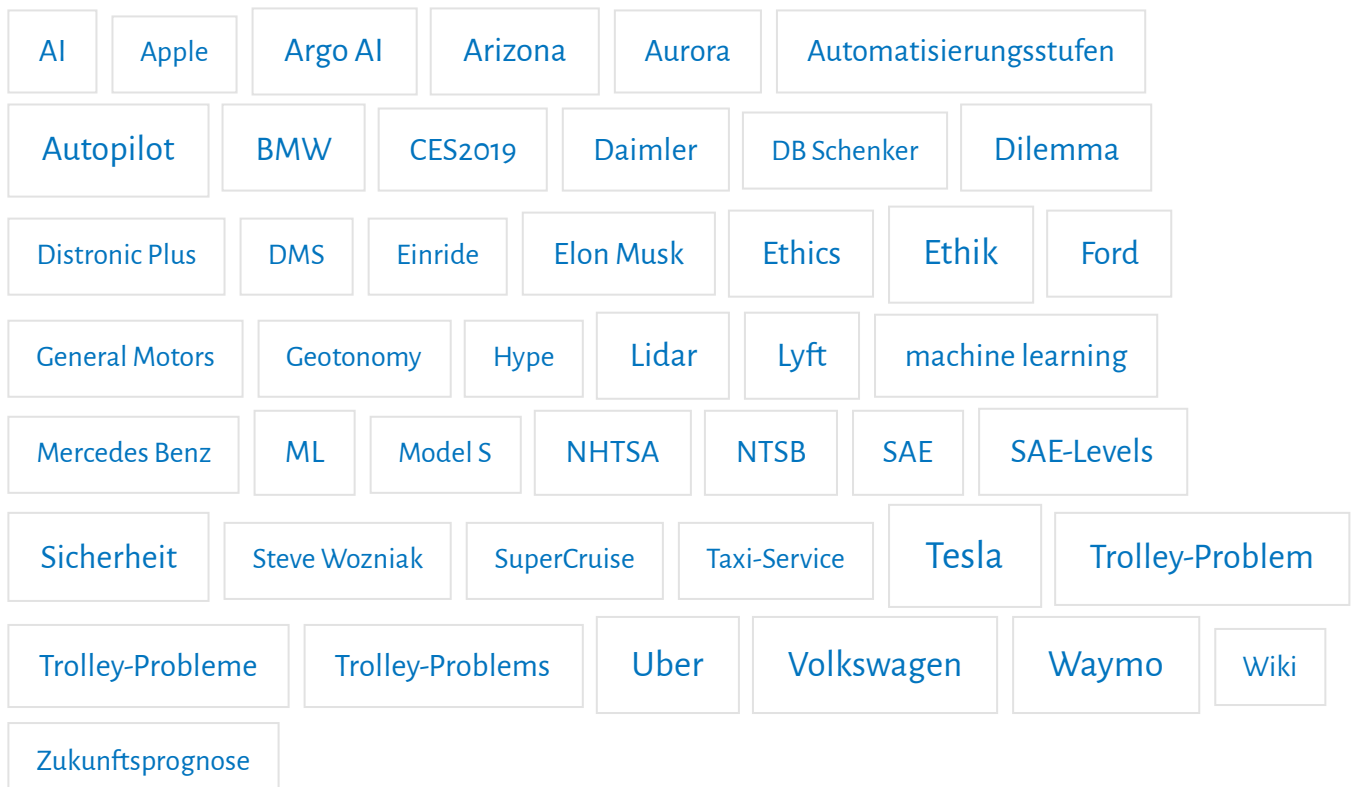 AI Apple Argo AI Arizona Aurora Automatisierungsstufen
Autopilot BMW CES2019 Daimler DB Schenker Dilemma
Distronic Plus DMS Einride Elon Musk Ethics Ethik Ford
General Motors Geotonomy Hype Lidar Lyft machine learning
Mercedes Benz ML Model S NHTSA NTSB SAE SAE-Levels
Sicherheit Steve Wozniak SuperCruise Taxi-Service Tesla Trolley-Problem
Trolley-Probleme Trolley-Problems Uber Volkswagen Waymo Wiki
Zukunftsprognose